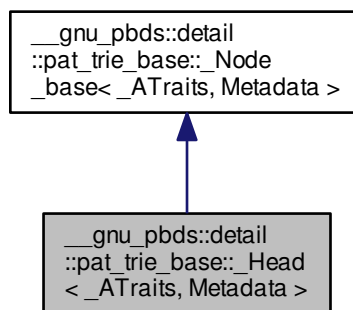 __gnu_pbds::detail
::pat_trie_base::_Node
_base< _ATraits, Metadata >
__gnu_pbds::detail
::pat_trie_base::_Head
< _ATraits, Metadata >